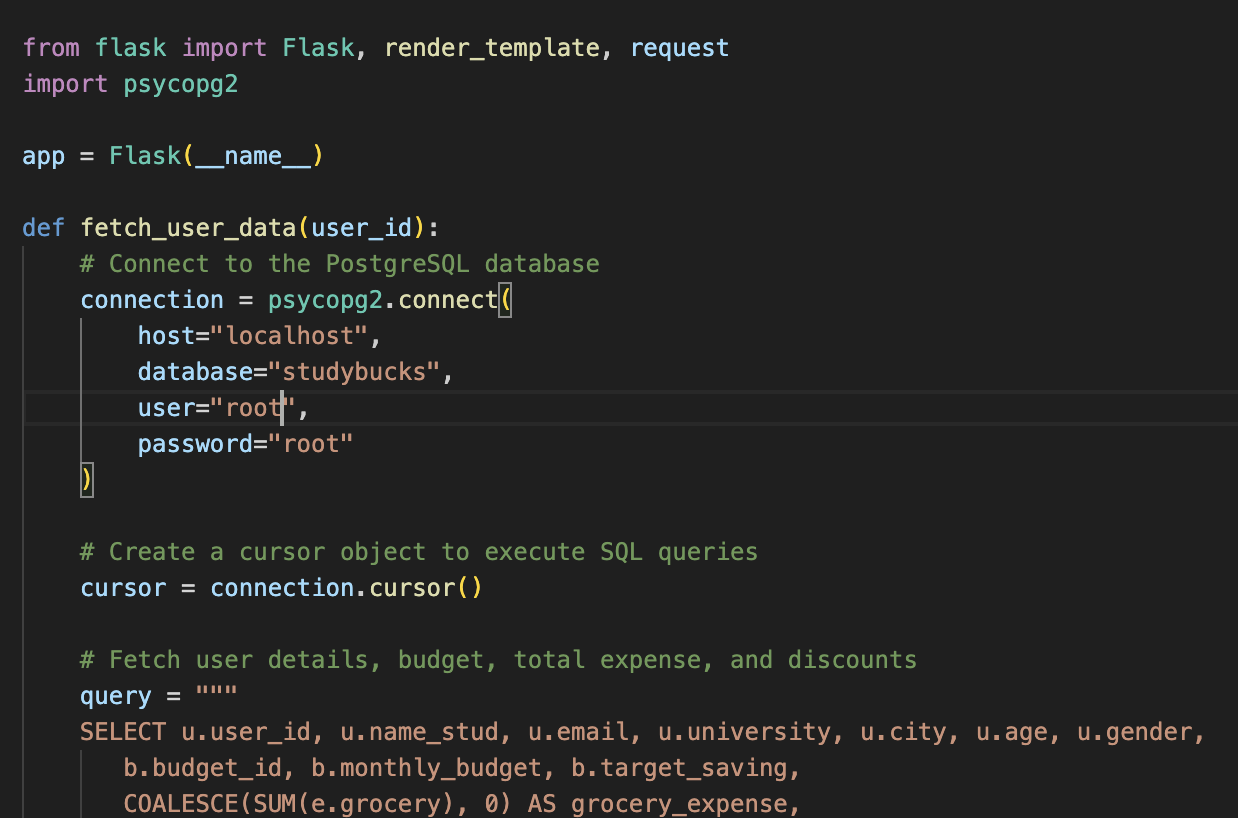 from flask import Flask, render_template, request
import psycopg2
app = Flask(__name__)
def fetch_user_data(user_id):
# Connect to the PostgreSQL database
connection = psycopg2.connect(
host="localhost",
database="studybucks",
user="root",
password="root"
)
# Create a cursor object to execute SQL queries
cursor = connection.cursor()
# Fetch user details, budget, total expense, and discounts
query = """
SELECT u.user_id, u.name_stud, u.email, u.university, u.city, u.age, u.gender,
b.budget_id, b.monthly_budget, b.target_saving,
COALESCE(SUM(e.grocery), 0) AS grocery_expense,